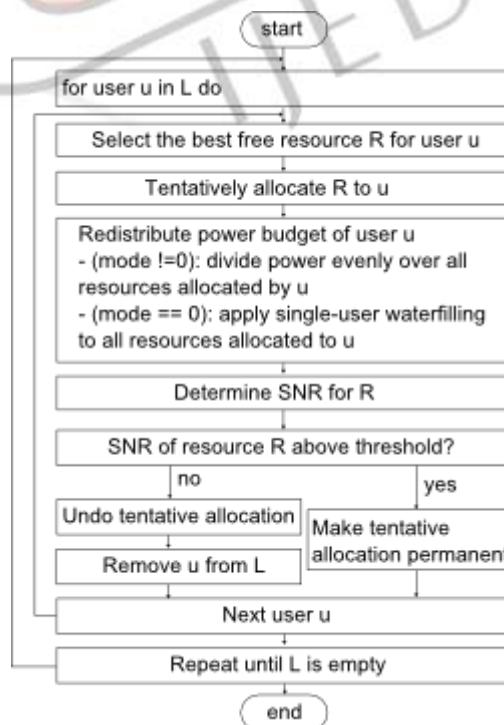 start
for user u in L do
Select the best free resource R for user u
Tentatively allocate R to u
Redistribute power budget of user u
- (mode !=0): divide power evenly over all
resources allocated by u
- (mode == 0): apply single-user waterfilling
to all resources allocated to u
Determine SNR for R
SNR of resource R above threshold?
no
yes
Undo tentative allocation
Make tentative
allocation permanent
Remove u from L
Next user u
Repeat until L is empty
end
IJED